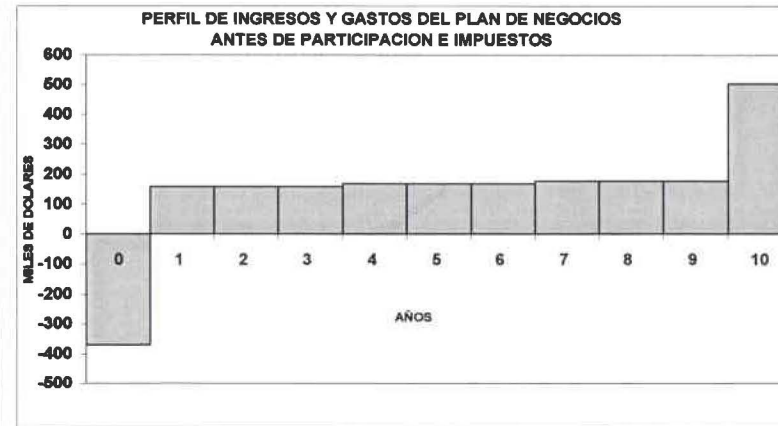 PERFIL DE INGRESOS Y GASTOS DEL PLAN DE NEGOCIOS
ANTES DE PARTICIPACION E IMPUESTOS
MILES DE DOLARES
600
500
400
300
200
100
0
-100
-200
-300
-400
-500
0 1 2 3 4 5 6 7 8 9 10
AÑOS